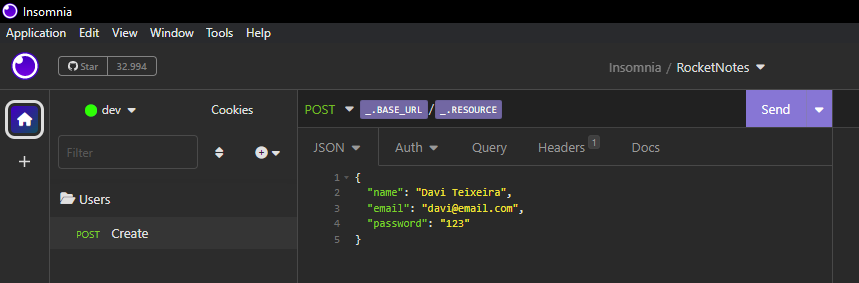 Insomnia
Application Edit View Window Tools Help
Star 32.994
Insomnia / RocketNotes
dev Cookies
POST _.BASE_URL/_.RESOURCE Send
Filter
JSON Auth Query Headers 1 Docs
Users
POST Create
1 {
2 "name": "Davi Teixeira",
3 "email": "davi@email.com",
4 "password": "123"
5 }